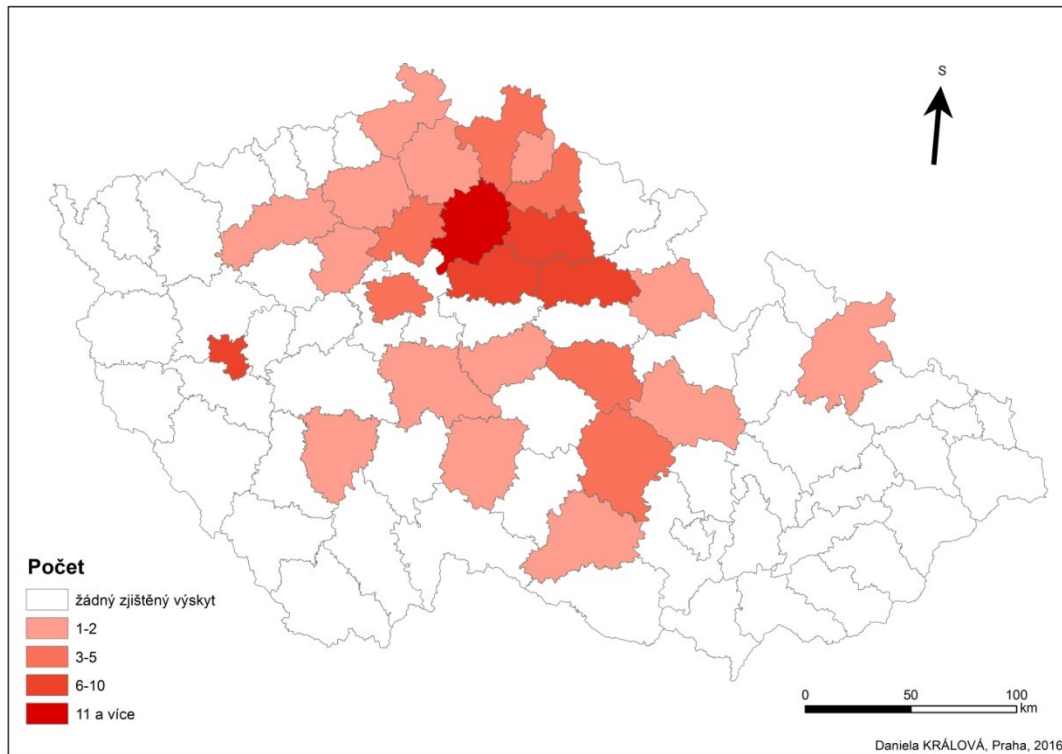 S
Počet
žádný zjištěný výskyt
1-2
3-5
6-10
11 a více
0 50 100
km
Daniela KRÁLOVÁ, Praha, 2016